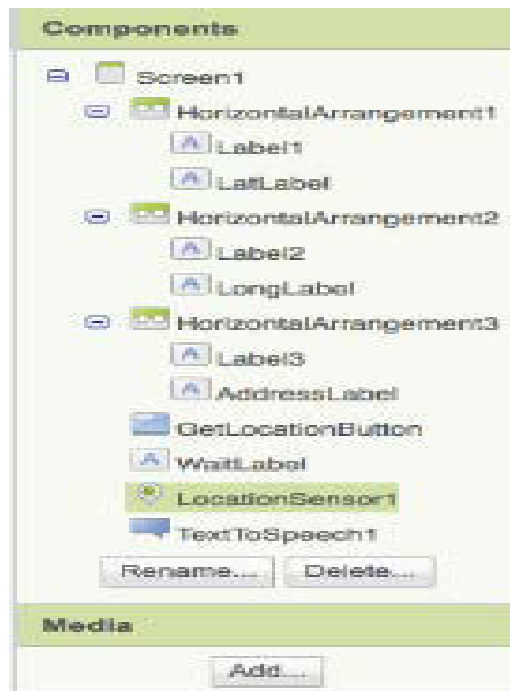 Components
Screen1
HorizontalArrangement1
Label1
LatLabel
HorizontalArrangement2
Label2
LongLabel
HorizontalArrangement3
Label3
AddressLabel
GetLocationButton
WaitLabel
LocationSensor1
TextToSpeech1
Rename... Delete...
Media
Add...